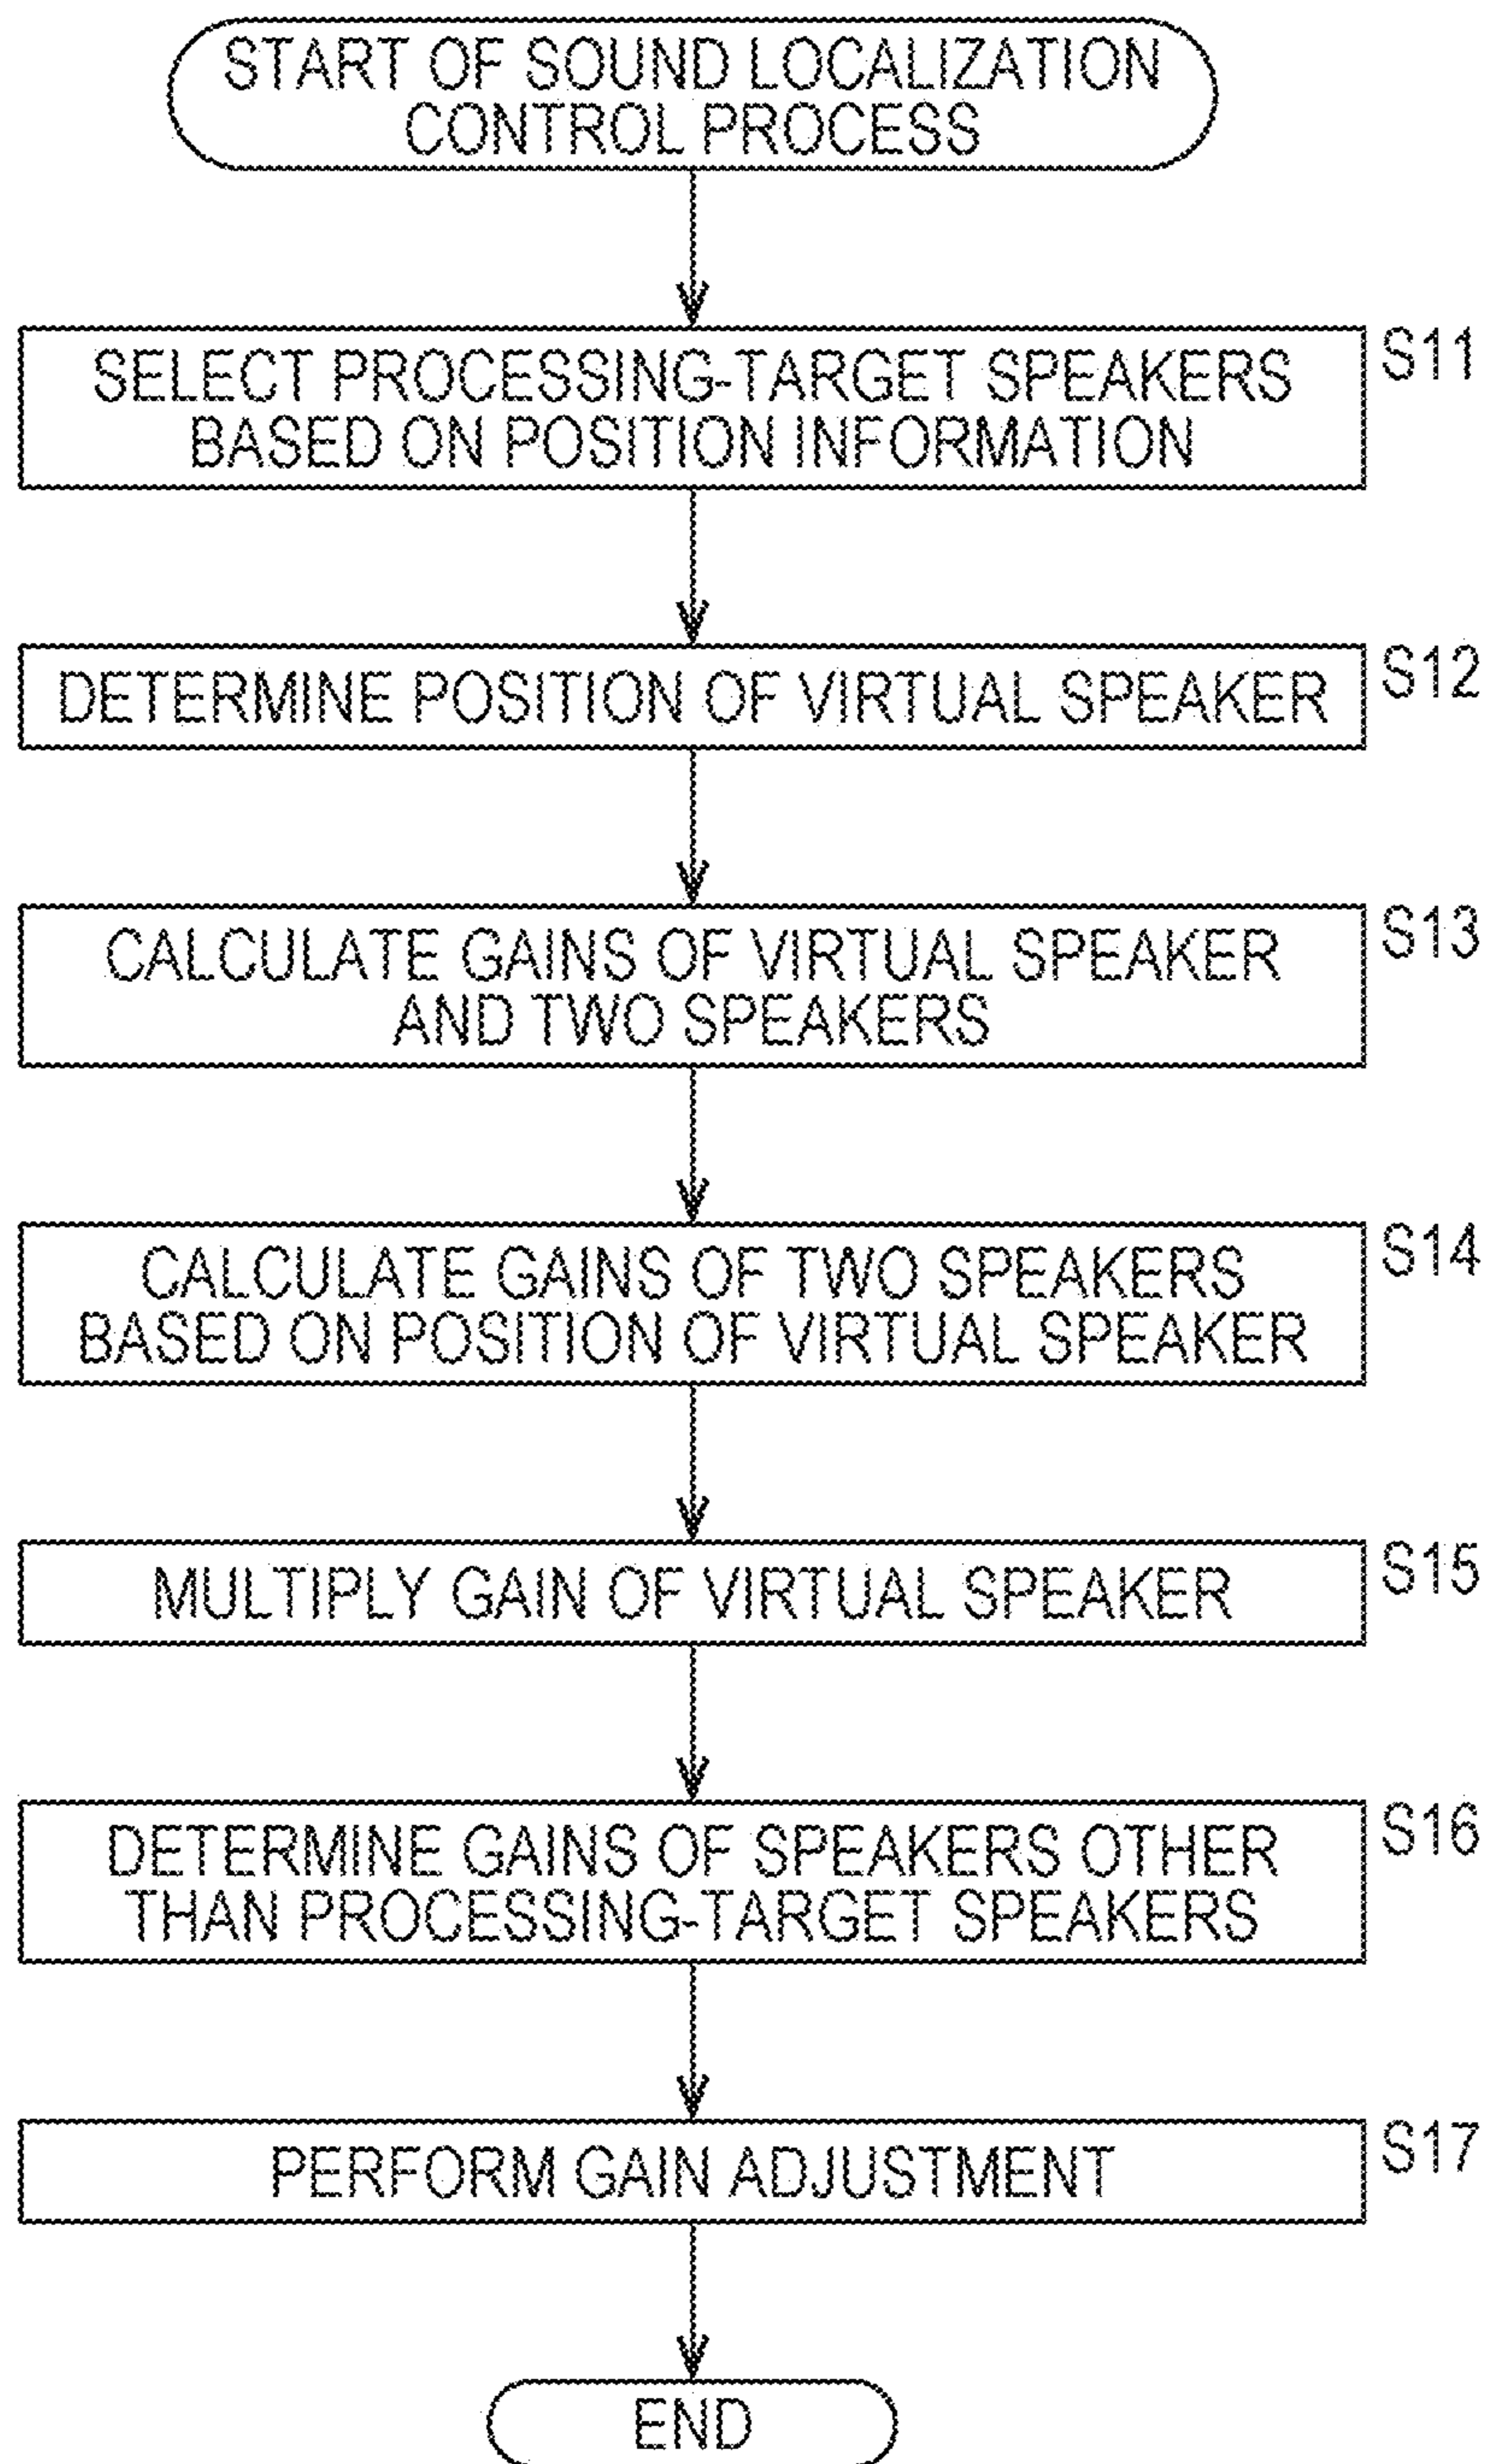 START OF SOUND LOCALIZATION
CONTROL PROCESS
SELECT PROCESSING-TARGET SPEAKERS
BASED ON POSITION INFORMATION
S11
DETERMINE POSITION OF VIRTUAL SPEAKER
S12
CALCULATE GAINS OF VIRTUAL SPEAKER
AND TWO SPEAKERS
S13
CALCULATE GAINS OF TWO SPEAKERS
BASED ON POSITION OF VIRTUAL SPEAKER
S14
MULTIPLY GAIN OF VIRTUAL SPEAKER
S15
DETERMINE GAINS OF SPEAKERS OTHER
THAN PROCESSING-TARGET SPEAKERS
S16
PERFORM GAIN ADJUSTMENT
S17
END